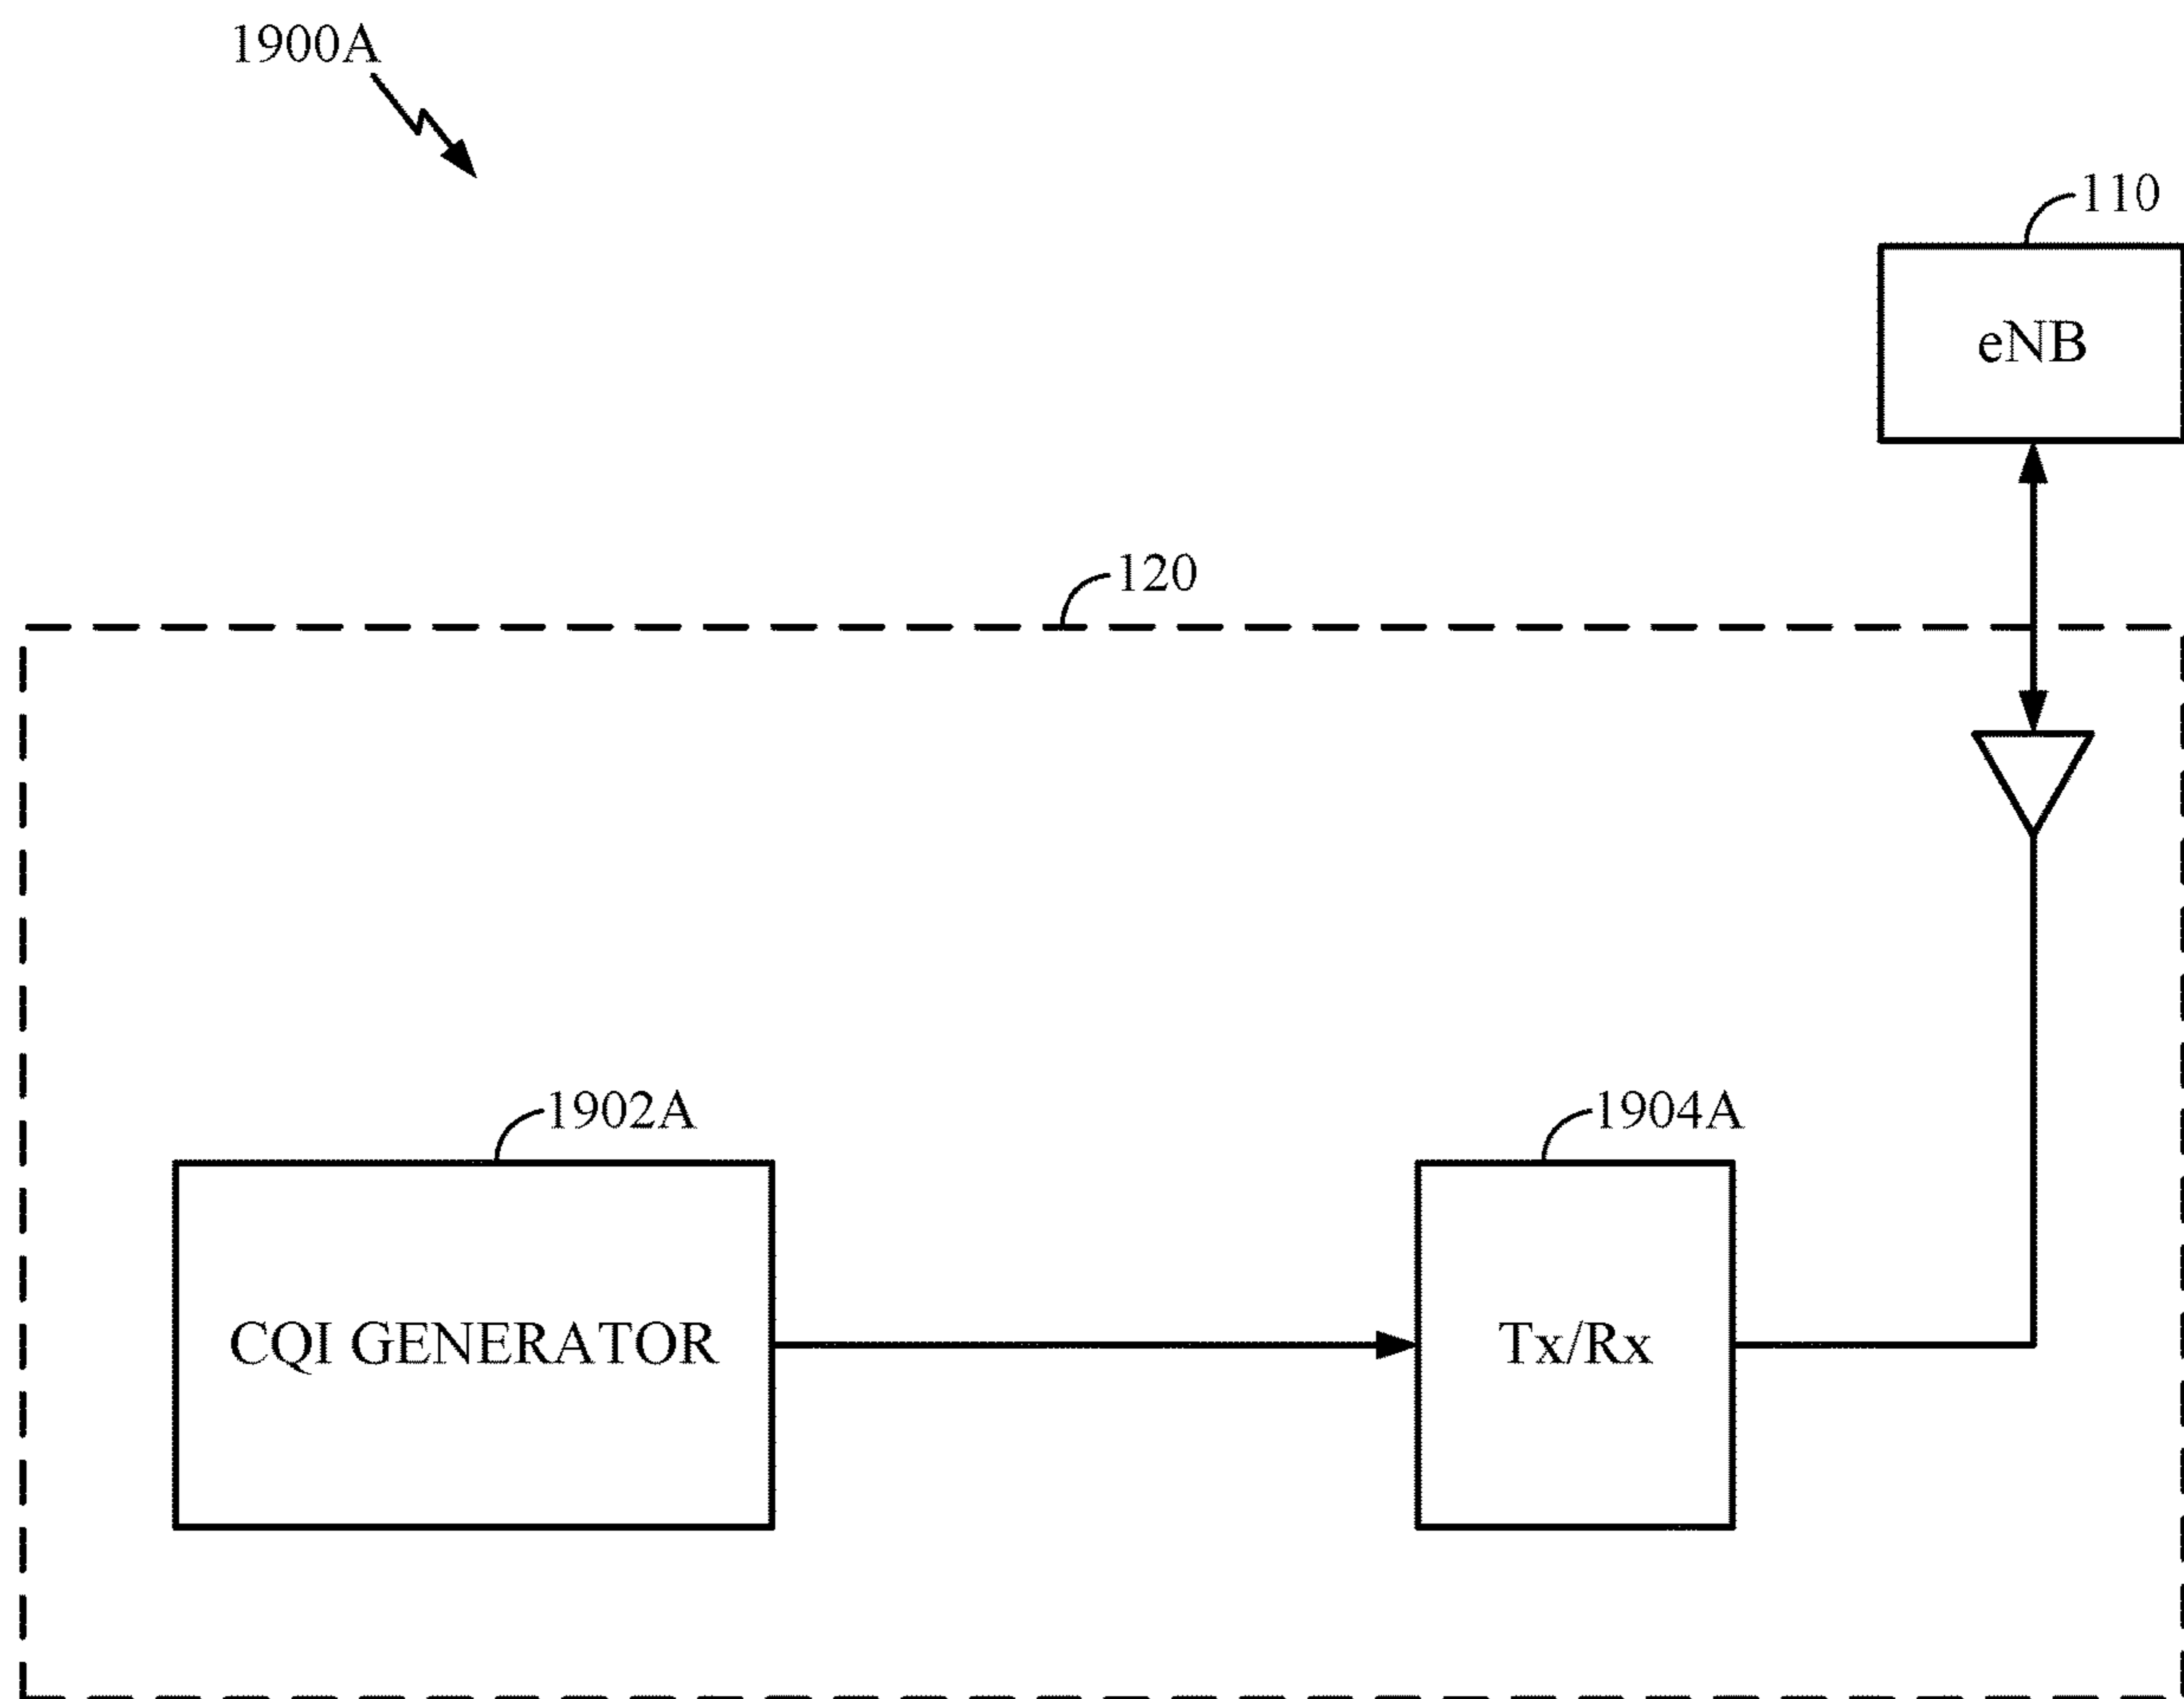 1900A
110
eNB
120
1902A
1904A
CQI GENERATOR
Tx/Rx